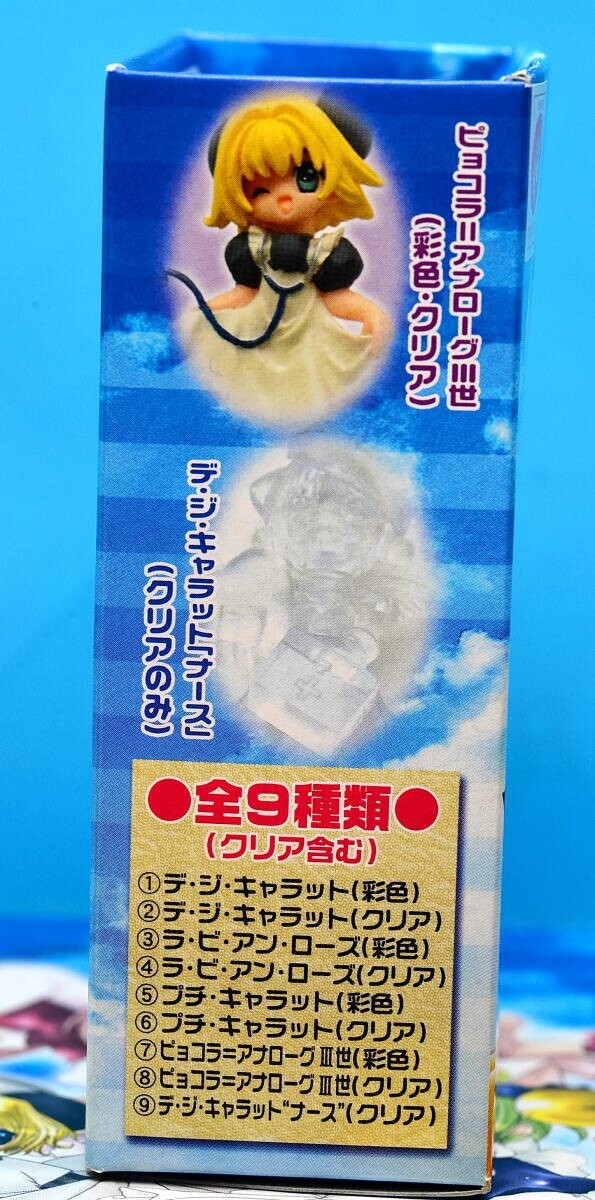 ピョコラ=アナローグIII世
(彩色・クリア)
デ・ジ・キャラット「ナース」
(クリアのみ)
●全9種類●
(クリア含む)
①デ・ジ・キャラット(彩色)
②デ・ジ・キャラット(クリア)
③ラ・ビ・アン・ローズ(彩色)
④ラ・ビ・アン・ローズ(クリア)
⑤プチ・キャラット(彩色)
⑥プチ・キャラット(クリア)
⑦ピョコラ=アナローグⅢ世(彩色)
⑧ピョコラ=アナローグⅢ世(クリア)
⑨デ・ジ・キャラット"ナース"(クリア)